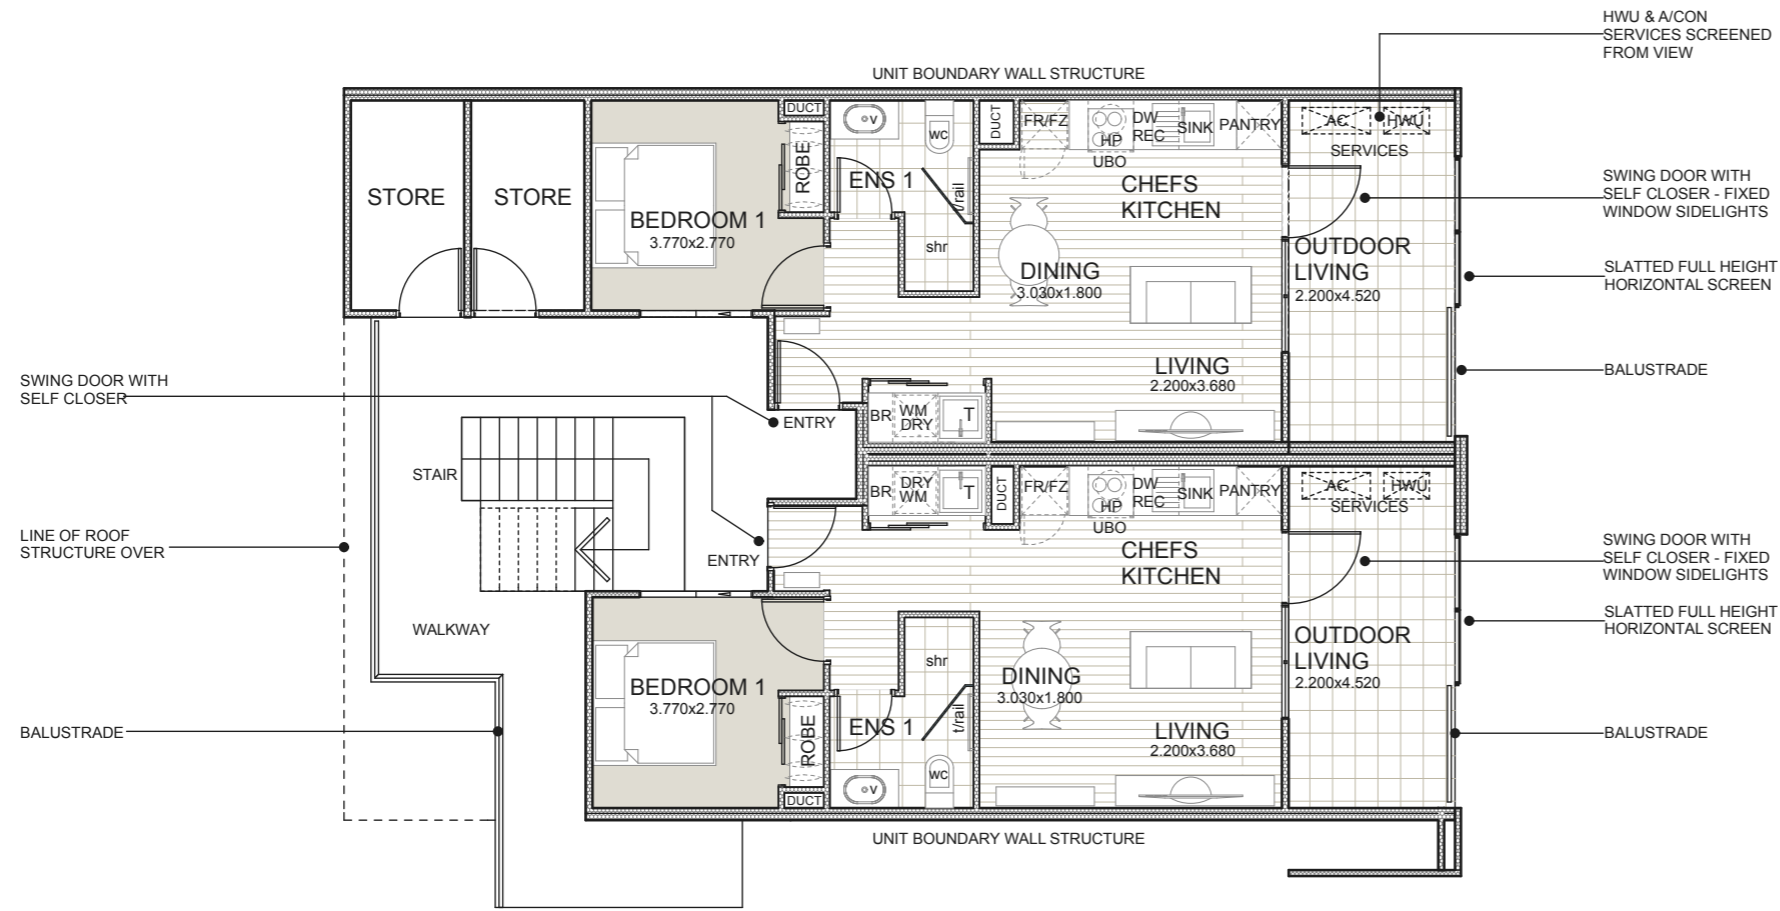 HWU & A/CON
SERVICES SCREENED
FROM VIEW
UNIT BOUNDARY WALL STRUCTURE
DUCT
V
WC
DUCT
FR/FZ
HP
UBO
DW
REC
SINK
PANTRY
AC
HWU
SERVICES
STORE
STORE
ROBE
ENS 1
t/rail
CHEFS
KITCHEN
SWING DOOR WITH
SELF CLOSER - FIXED
WINDOW SIDELIGHTS
BEDROOM 1
3.770x2.770
shr
DINING
3.030x1.800
OUTDOOR
LIVING
2.200x4.520
SLATTED FULL HEIGHT
HORIZONTAL SCREEN
LIVING
2.200x3.680
BALUSTRADE
SWING DOOR WITH
SELF CLOSER
BR
WM
DRY
T
ENTRY
STAIR
BR
DRY
WM
T
DUCT
FR/FZ
HP
UBO
DW
REC
SINK
PANTRY
AC
HWU
SERVICES
LINE OF ROOF
STRUCTURE OVER
ENTRY
CHEFS
KITCHEN
SWING DOOR WITH
SELF CLOSER - FIXED
WINDOW SIDELIGHTS
WALKWAY
SLATTED FULL HEIGHT
HORIZONTAL SCREEN
OUTDOOR
LIVING
2.200x4.520
shr
BEDROOM 1
3.770x2.770
DINING
3.030x1.800
BALUSTRADE
ROBE
ENS 1
t/rail
LIVING
2.200x3.680
BALUSTRADE
WC
V
DUCT
UNIT BOUNDARY WALL STRUCTURE